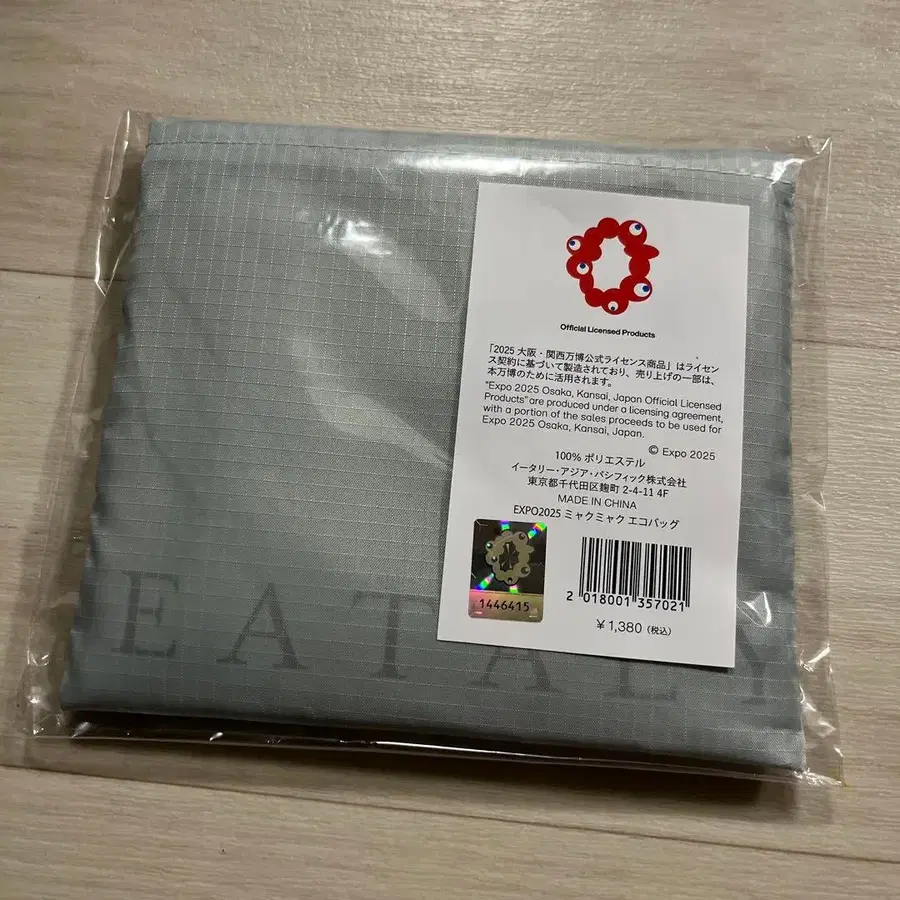 Official Licensed Products
「2025 大阪・関西万博公式ライセンス商品」はライセン
ス契約に基づいて製造されており、売り上げの一部は、
本万博のために活用されます。
"Expo 2025 Osaka, Kansai, Japan Official Licensed
Products" are produced under a licensing agreement,
with a portion of the sales proceeds to be used for
Expo 2025 Osaka, Kansai, Japan.
© Expo 2025
100% ポリエステル
イータリー・アジア・パシフィック株式会社
東京都千代田区麹町 2-4-11 4F
MADE IN CHINA
EXPO2025 ミャクミャク エコバッグ
1446415
2 018001 357021
￥1,380 (税込)
EATALY